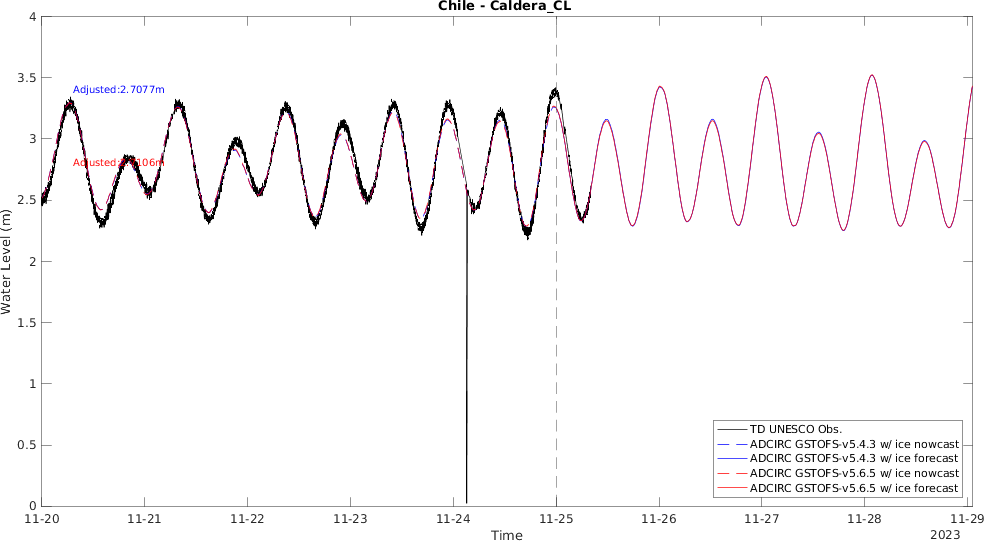 Chile - Caldera_CL
4
3.5
3
2.5
2
1.5
1
0.5
0
Water Level (m)
Adjusted:2.7077m
TD UNESCO Obs.
ADCIRC GSTOFS-v5.4.3 w/ ice nowcast
ADCIRC GSTOFS-v5.4.3 w/ ice forecast
ADCIRC GSTOFS-v5.6.5 w/ ice nowcast
ADCIRC GSTOFS-v5.6.5 w/ ice forecast
11-20 11-21 11-22 11-23 11-24 11-25 11-26 11-27 11-28 11-29
Time
2023